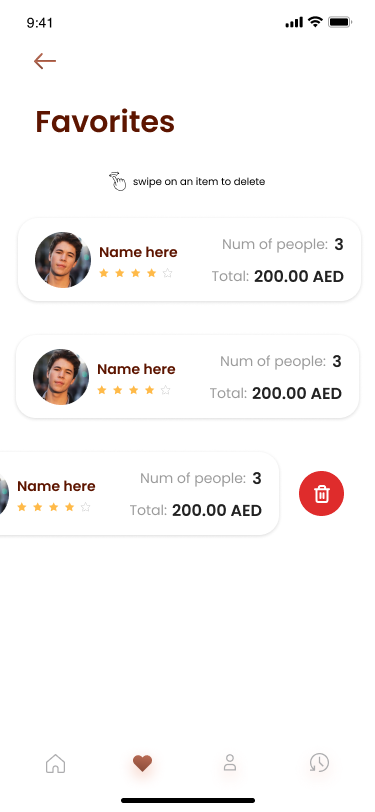 9:41
Favorites
swipe on an item to delete
Name here
Num of people: 3
Total: 200.00 AED
Name here
Num of people: 3
Total: 200.00 AED
Name here
Num of people: 3
Total: 200.00 AED